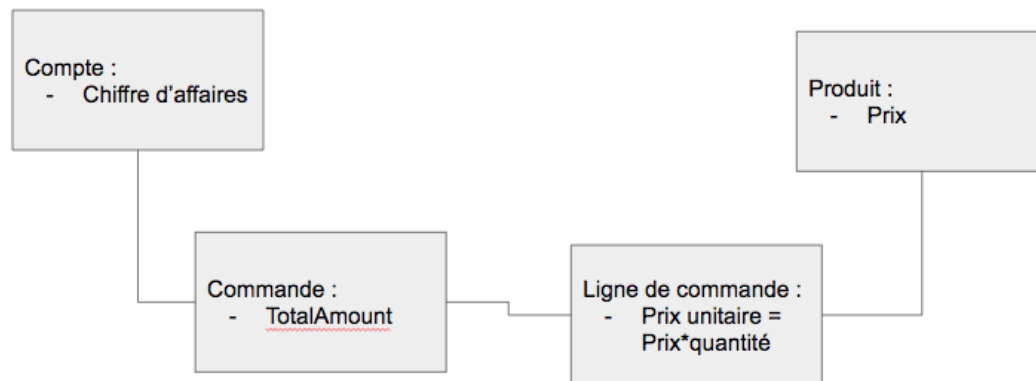 Compte :
- Chiffre d'affaires
Produit :
- Prix
Commande :
- TotalAmount
Ligne de commande :
- Prix unitaire =
Prix*quantité